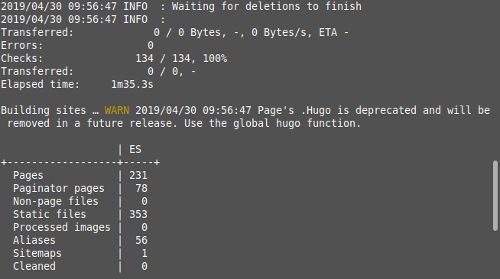 2019/04/30 09:56:47 INFO  : Waiting for deletions to finish
2019/04/30 09:56:47 INFO  :
Transferred:             0 / 0 Bytes, -, 0 Bytes/s, ETA -
Errors:                 0
Checks:               134 / 134, 100%
Transferred:            0 / 0, -
Elapsed time:     1m35.3s

Building sites … WARN 2019/04/30 09:56:47 Page's .Hugo is deprecated and will be
 removed in a future release. Use the global hugo function.

                   | ES
+------------------+-----+
  Pages            | 231
  Paginator pages  |  78
  Non-page files   |   0
  Static files     | 353
  Processed images |   0
  Aliases          |  56
  Sitemaps         |   1
  Cleaned          |   0